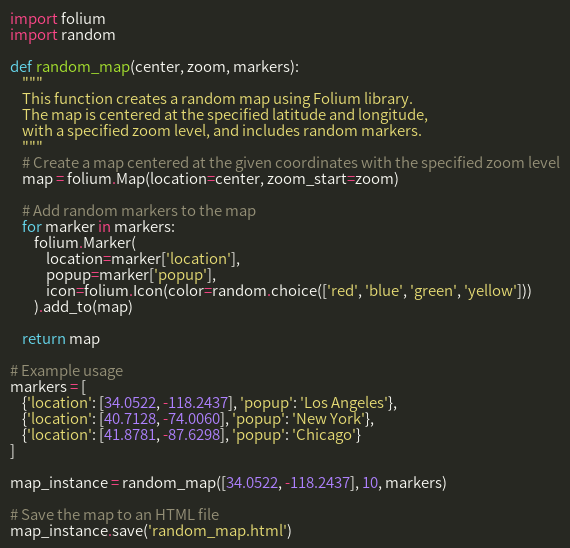 import folium
import random

def random_map(center, zoom, markers):
    """
    This function creates a random map using Folium library.
    The map is centered at the specified latitude and longitude,
    with a specified zoom level, and includes random markers.
    """
    # Create a map centered at the given coordinates with the specified zoom level
    map = folium.Map(location=center, zoom_start=zoom)

    # Add random markers to the map
    for marker in markers:
        folium.Marker(
            location=marker['location'],
            popup=marker['popup'],
            icon=folium.Icon(color=random.choice(['red', 'blue', 'green', 'yellow']))
        ).add_to(map)

    return map

# Example usage
markers = [
    {'location': [34.0522, -118.2437], 'popup': 'Los Angeles'},
    {'location': [40.7128, -74.0060], 'popup': 'New York'},
    {'location': [41.8781, -87.6298], 'popup': 'Chicago'}
]

map_instance = random_map([34.0522, -118.2437], 10, markers)

# Save the map to an HTML file
map_instance.save('random_map.html')